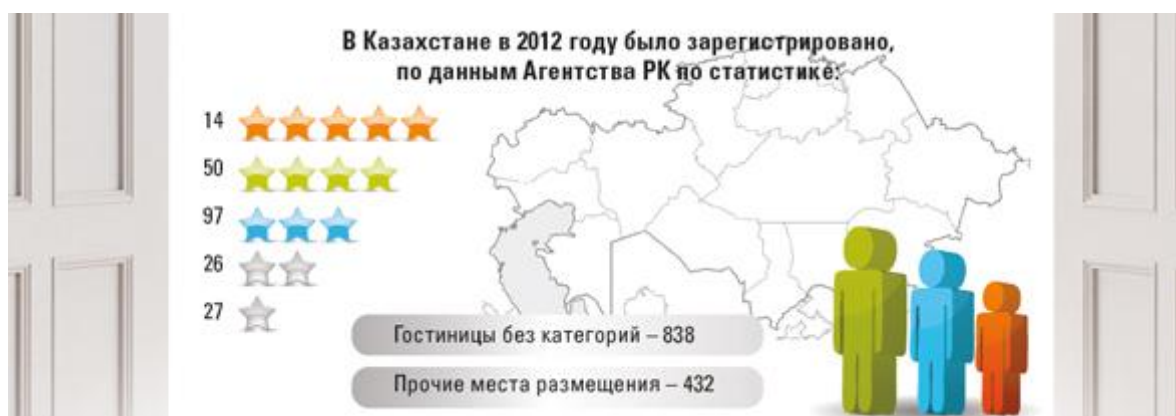 В Казахстане в 2012 году было зарегистрировано,
по данным Агентства РК по статистике:
14
50
97
26
27
Гостиницы без категорий – 838
Прочие места размещения – 432